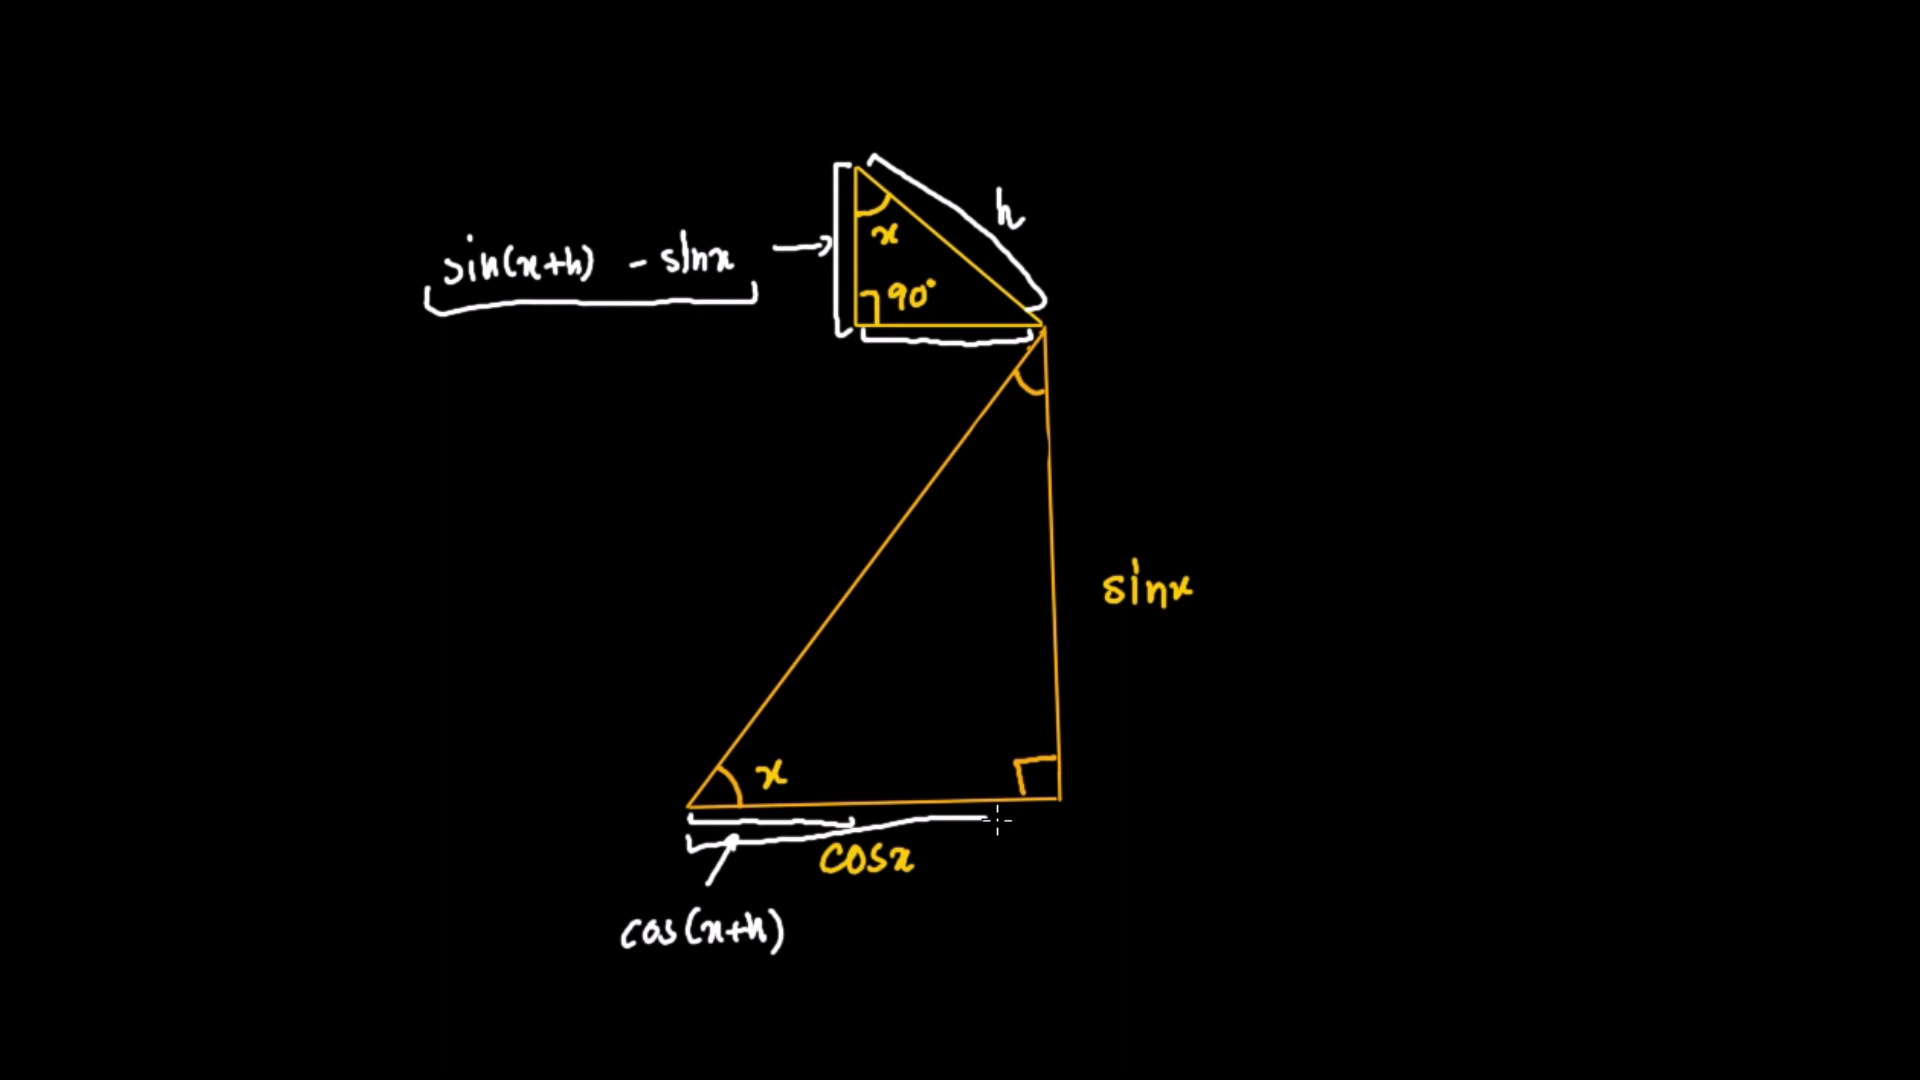 h
x
sin(x+h) - sinx
90°
sinx
x
cosx
cos(x+h)